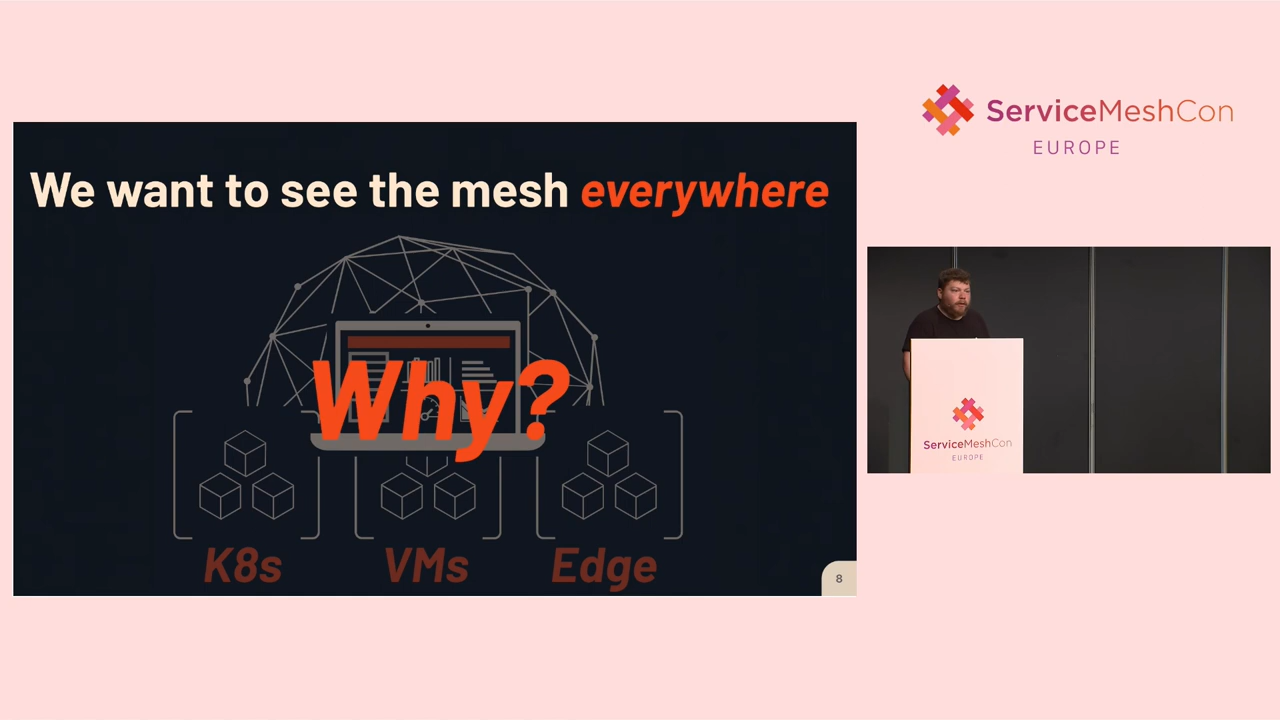 We want to see the mesh everywhere
Why?
K8s
VMs
Edge
8
ServiceMeshCon
EUROPE
ServiceMeshCon
EUROPE